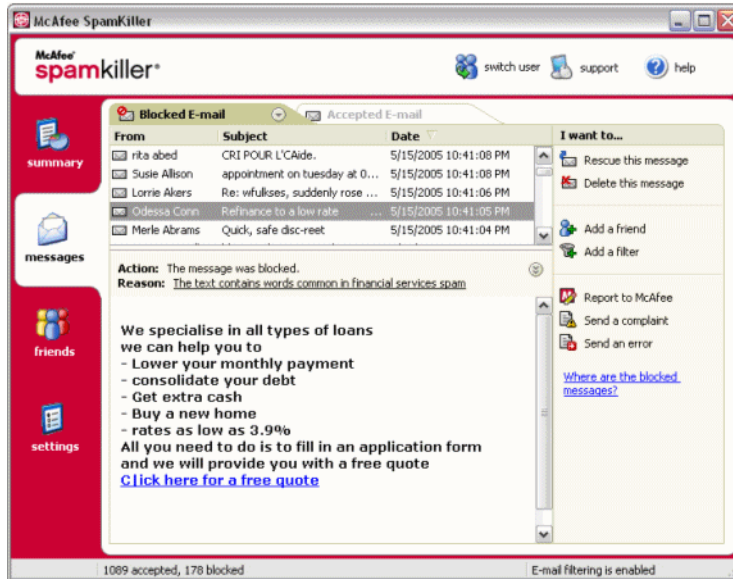 McAfee SpamKiller
McAfee
spamkiller
switch user
support
help
summary
messages
friends
settings
Blocked E-mail
Accepted E-mail
From Subject Date
rita abed CRI POUR L'CAide. 5/15/2005 10:41:08 PM
Susie Allison appointment on tuesday at 0... 5/15/2005 10:41:08 PM
Lorrie Akers Re: wfulkses, suddenly rose ... 5/15/2005 10:41:06 PM
Odessa Conn Refinance to a low rate ... 5/15/2005 10:41:05 PM
Merle Abrams Quick, safe disc-reet 5/15/2005 10:41:04 PM
Action: The message was blocked.
Reason: The text contains words common in financial services spam
We specialise in all types of loans
we can help you to
- Lower your monthly payment
- consolidate your debt
- Get extra cash
- Buy a new home
- rates as low as 3.9%
All you need to do is to fill in an application form
and we will provide you with a free quote
Click here for a free quote
I want to...
Rescue this message
Delete this message
Add a friend
Add a filter
Report to McAfee
Send a complaint
Send an error
Where are the blocked
messages?
1089 accepted, 178 blocked
E-mail filtering is enabled